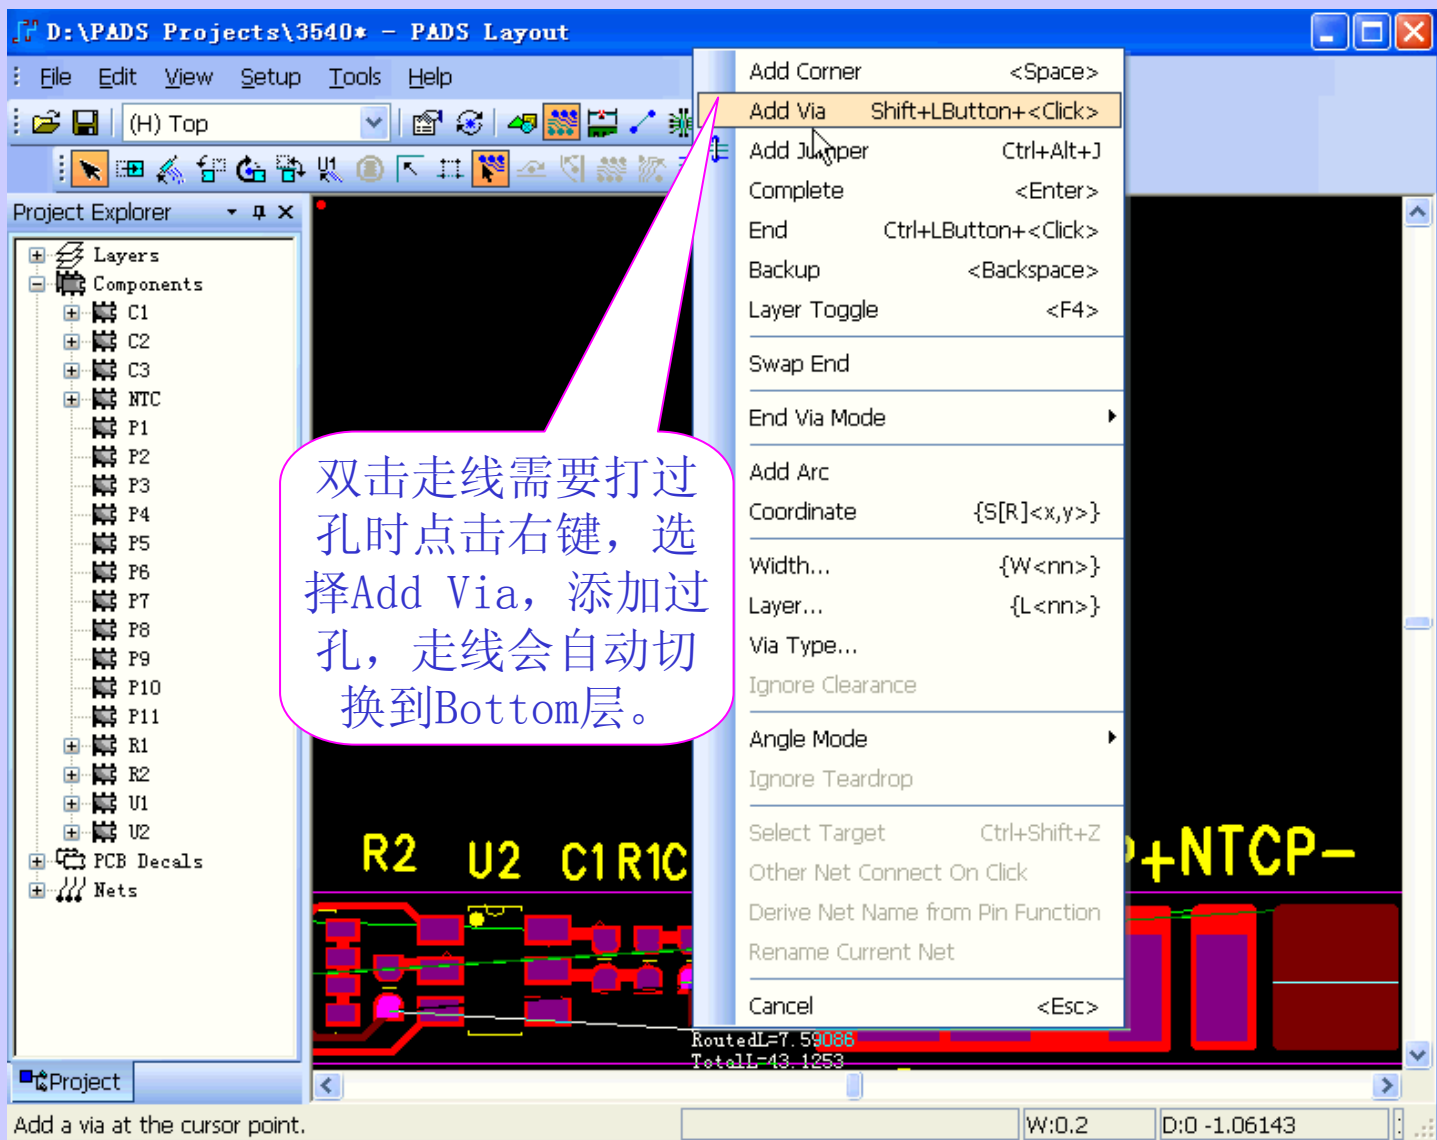 D:\PADS Projects\3540* - PADS Layout
File Edit View Setup Tools Help
(H) Top
Project Explorer
Layers
Components
C1
C2
C3
NTC
P1
P2
P3
P4
P5
P6
P7
P8
P9
P10
P11
R1
R2
U1
U2
PCB Decals
Nets
Project
Add Corner <Space>
Add Via Shift+LButton+<Click>
Add Jumper Ctrl+Alt+J
Complete <Enter>
End Ctrl+LButton+<Click>
Backup <Backspace>
Layer Toggle <F4>
Swap End
End Via Mode
Add Arc
Coordinate {S[R]<x,y>}
Width... {W<nn>}
Layer... {L<nn>}
Via Type...
Ignore Clearance
Angle Mode
Ignore Teardrop
Select Target Ctrl+Shift+Z
Other Net Connect On Click
Derive Net Name from Pin Function
Rename Current Net
Cancel <Esc>
双击走线需要打过
孔时点击右键，选
择Add Via，添加过
孔，走线会自动切
换到Bottom层。
R2 U2 C1 R1C +NTCP-
RoutedL=7.59086
TotalL=43.1253
Add a via at the cursor point.
W:0.2 D:0 -1.06143